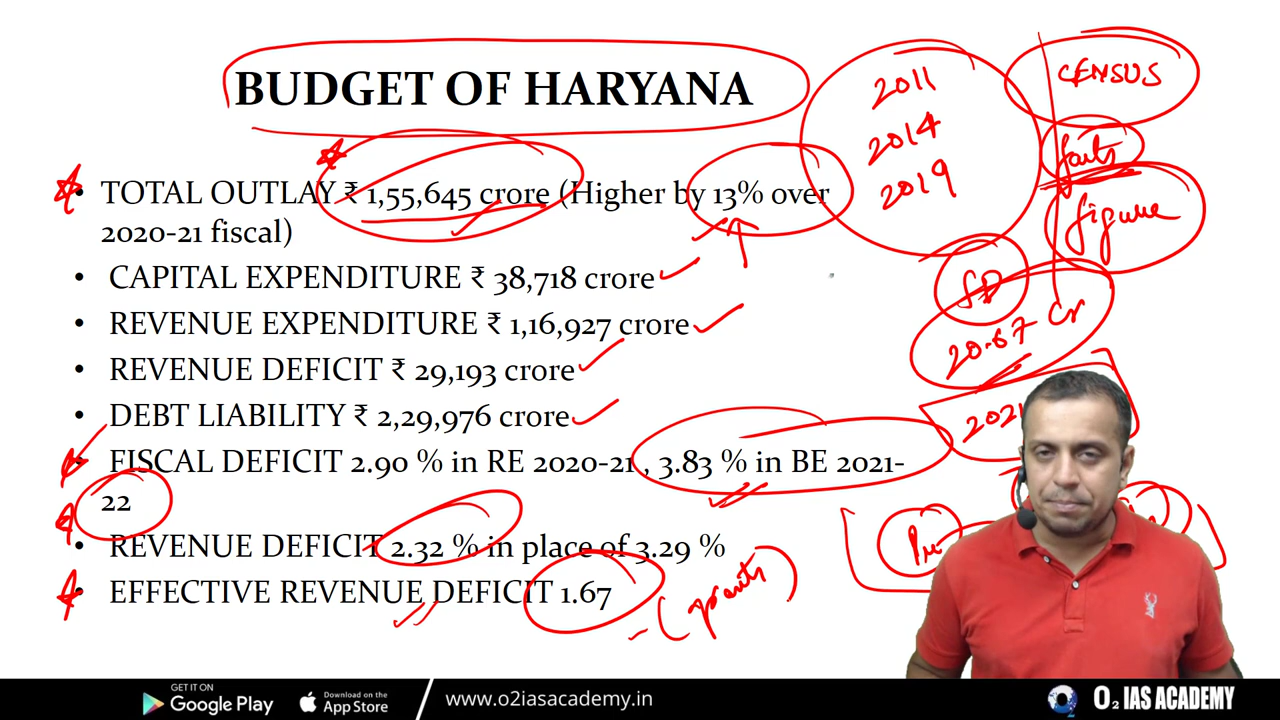 BUDGET OF HARYANA
2011
2014
2019
CENSUS
facts
figure
• TOTAL OUTLAY ₹ 1,55,645 crore (Higher by 13% over
2020-21 fiscal)
• CAPITAL EXPENDITURE ₹ 38,718 crore
FD
• REVENUE EXPENDITURE ₹ 1,16,927 crore
20.67 Cr
• REVENUE DEFICIT ₹ 29,193 crore
• DEBT LIABILITY ₹ 2,29,976 crore
• FISCAL DEFICIT 2.90 % in RE 2020-21 , 3.83 % in BE 2021-
22
• REVENUE DEFICIT 2.32 % in place of 3.29 %
• EFFECTIVE REVENUE DEFICIT 1.67
- (grants)
GET IT ON
Google Play
Download on the
App Store
www.o2iasacademy.in
O2 IAS ACADEMY